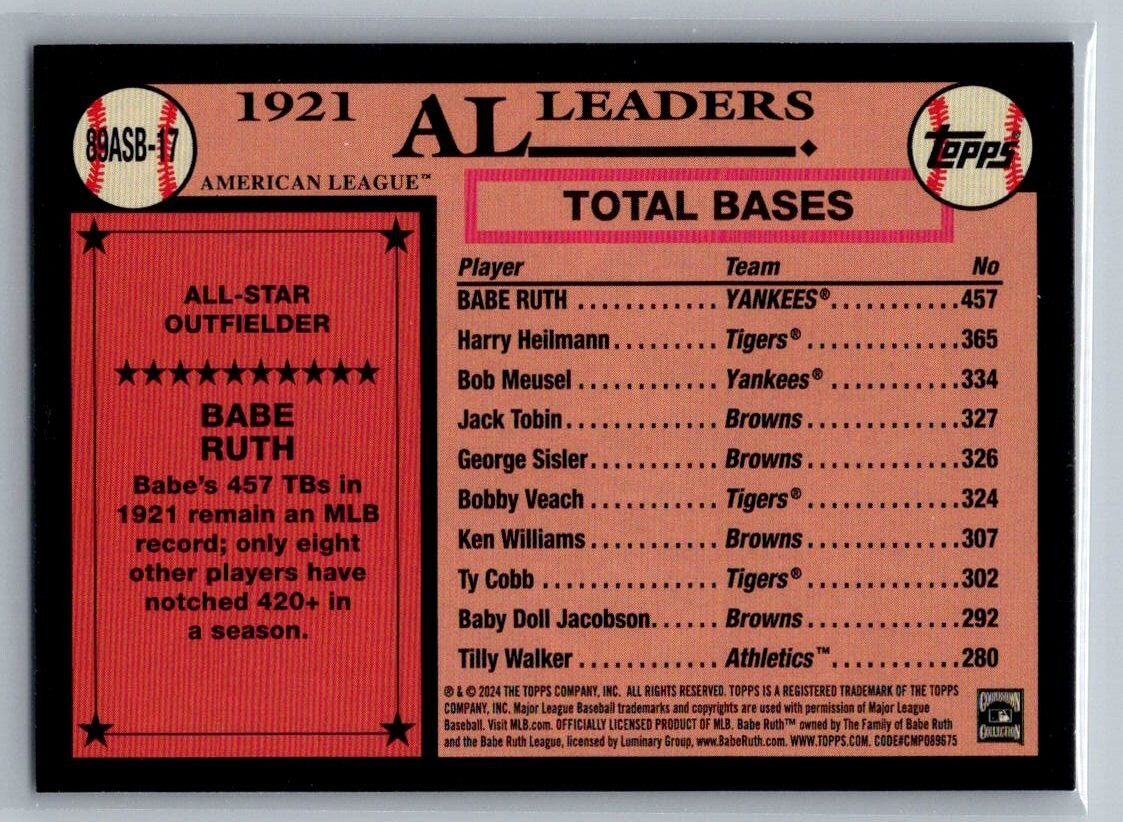 89ASB-17
1921 AL LEADERS
AMERICAN LEAGUE™
Topps®
TOTAL BASES
ALL-STAR
OUTFIELDER
BABE
RUTH
Babe's 457 TBs in
1921 remain an MLB
record; only eight
other players have
notched 420+ in
a season.
Player Team No
BABE RUTH ............ YANKEES®............457
Harry Heilmann......... Tigers® ............365
Bob Meusel ............ Yankees® ............334
Jack Tobin............. Browns ............327
George Sisler........... Browns ............326
Bobby Veach ........... Tigers® ............324
Ken Williams........... Browns ............307
Ty Cobb ............... Tigers® ............302
Baby Doll Jacobson...... Browns ............292
Tilly Walker ............ Athletics™............280
℗ & © 2024 THE TOPPS COMPANY, INC. ALL RIGHTS RESERVED. TOPPS IS A REGISTERED TRADEMARK OF THE TOPPS
COMPANY, INC. Major League Baseball trademarks and copyrights are used with permission of Major League
Baseball. Visit MLB.com. OFFICIALLY LICENSED PRODUCT OF MLB. Babe Ruth™ owned by The Family of Babe Ruth
and the Babe Ruth League, licensed by Luminary Group, www.BabeRuth.com. WWW.TOPPS.COM. CODE#CMP089675
COOPERSTOWN
COLLECTION